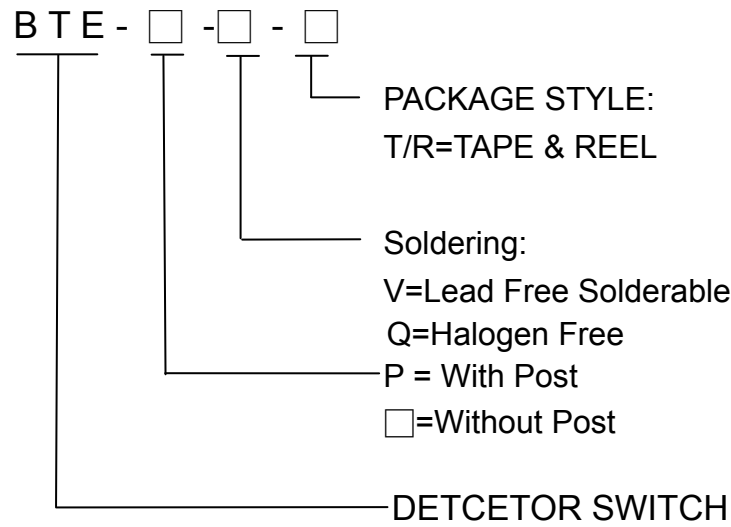 B T E - □ - □ - □
PACKAGE STYLE:
T/R=TAPE & REEL
Soldering:
V=Lead Free Solderable
Q=Halogen Free
P = With Post
□=Without Post
DETCETOR SWITCH